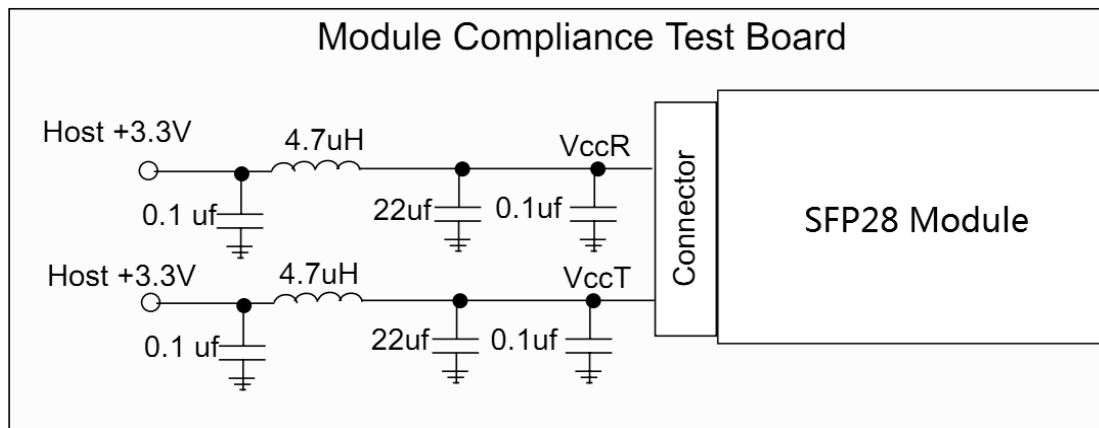 Module Compliance Test Board
Host +3.3V
4.7uH
VccR
0.1 uf
22uf
0.1uf
Connector
SFP28 Module
Host +3.3V
4.7uH
VccT
0.1 uf
22uf
0.1uf